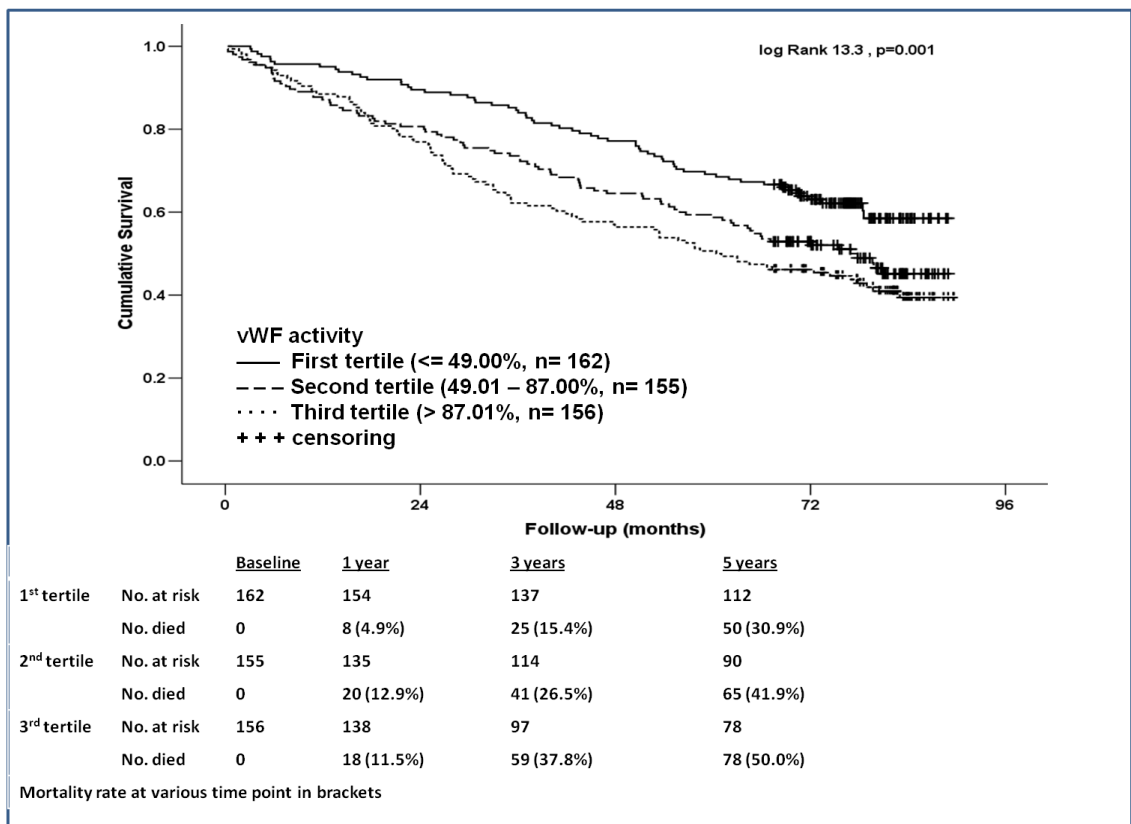 log Rank 13.3 , p=0.001
1.0
0.8
0.6
0.4
0.2
0.0
Cumulative Survival
vWF activity
First tertile (<= 49.00%, n= 162)
Second tertile (49.01 – 87.00%, n= 155)
Third tertile (> 87.01%, n= 156)
+ + + censoring
0 24 48 72 96
Follow-up (months)
Baseline 1 year 3 years 5 years
1st tertile No. at risk 162 154 137 112
No. died 0 8 (4.9%) 25 (15.4%) 50 (30.9%)
2nd tertile No. at risk 155 135 114 90
No. died 0 20 (12.9%) 41 (26.5%) 65 (41.9%)
3rd tertile No. at risk 156 138 97 78
No. died 0 18 (11.5%) 59 (37.8%) 78 (50.0%)
Mortality rate at various time point in brackets